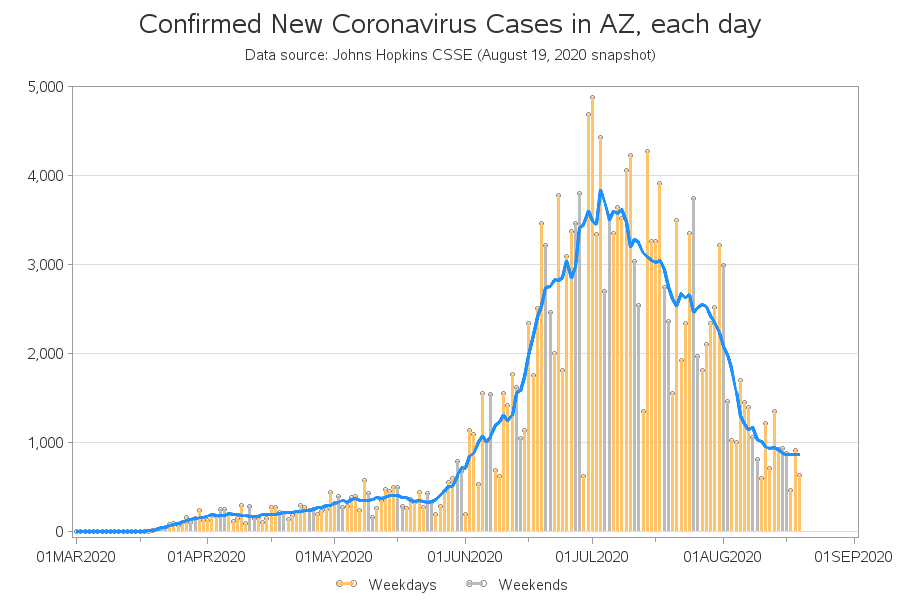 Confirmed New Coronavirus Cases in AZ, each day
Data source: Johns Hopkins CSSE (August 19, 2020 snapshot)
5,000
4,000
3,000
2,000
1,000
0
01MAR2020 01APR2020 01MAY2020 01JUN2020 01JUL2020 01AUG2020 01SEP2020
Weekdays Weekends